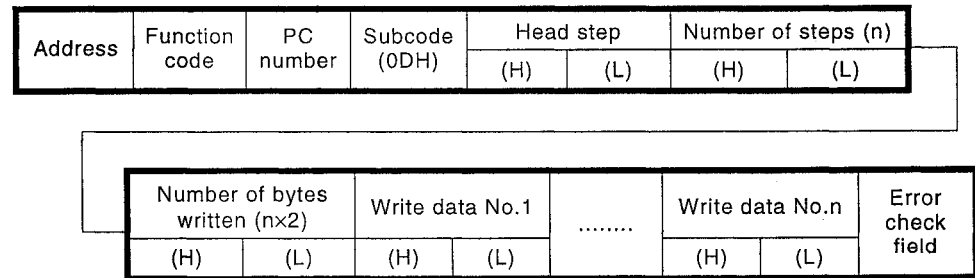 Address Function code PC number Subcode (0DH) Head step Number of steps (n)
(H) (L) (H) (L)
Number of bytes written (n×2) Write data No.1 ........ Write data No.n Error check field
(H) (L) (H) (L) (H) (L)